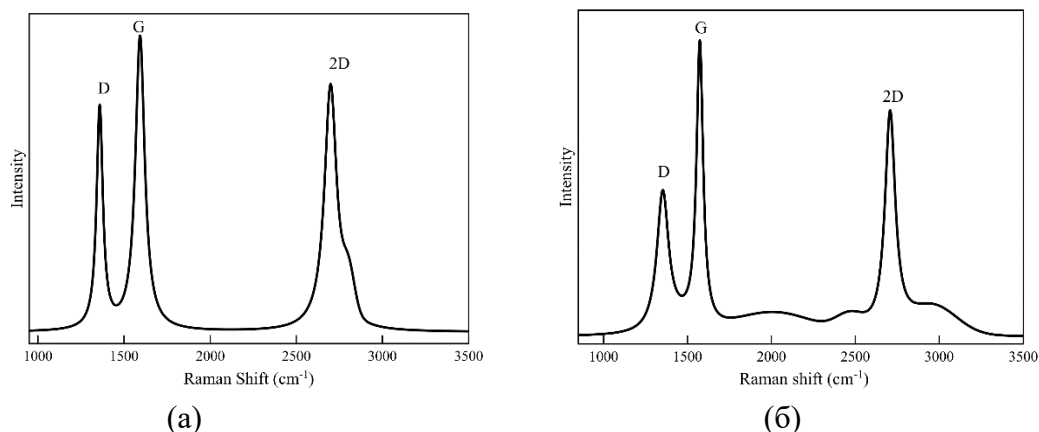 G
D
2D
Intensity
1000 1500 2000 2500 3000 3500
Raman Shift (cm⁻¹)
(а)
G
D
2D
Intensity
1000 1500 2000 2500 3000 3500
Raman shift (cm⁻¹)
(б)